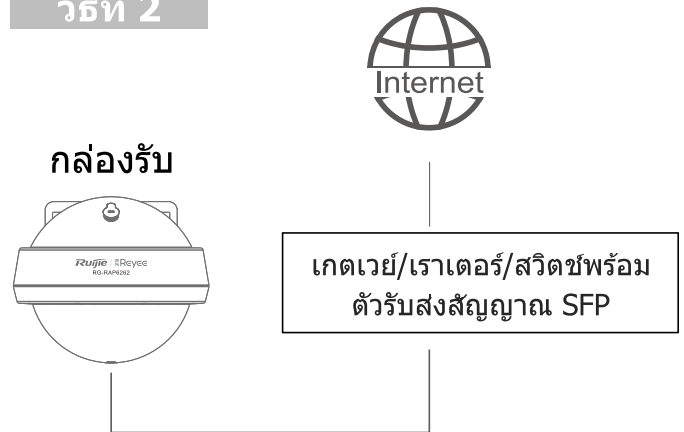 วิธีที่ 2
Internet
กล่องรับ
Ruijie Reyee
RG-RAP6262
เกตเวย์/เราเตอร์/สวิตช์พร้อม
ตัวรับส่งสัญญาณ SFP